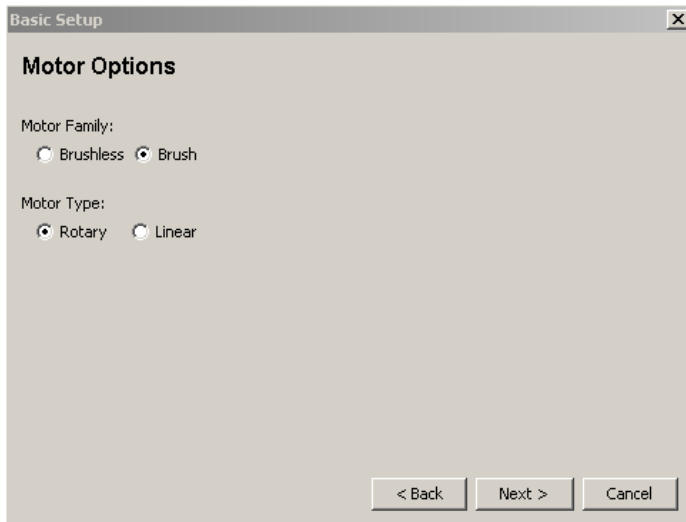 Basic Setup
Motor Options
Motor Family:
Brushless Brush
Motor Type:
Rotary Linear
< Back Next > Cancel